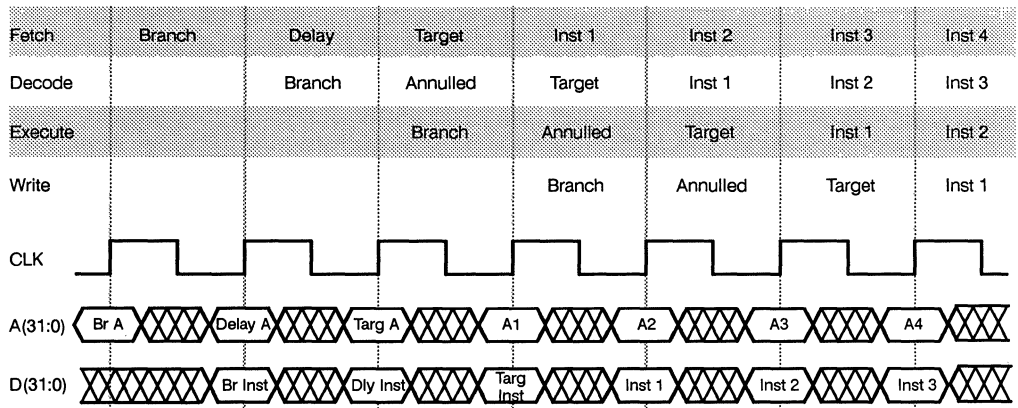 Fetch Branch Delay Target Inst 1 Inst 2 Inst 3 Inst 4
Decode Branch Annulled Target Inst 1 Inst 2 Inst 3
Execute Branch Annulled Target Inst 1 Inst 2
Write Branch Annulled Target Inst 1
CLK
A(31:0) Br A Delay A Targ A A1 A2 A3 A4
D(31:0) Br Inst Dly Inst Targ Inst Inst 1 Inst 2 Inst 3